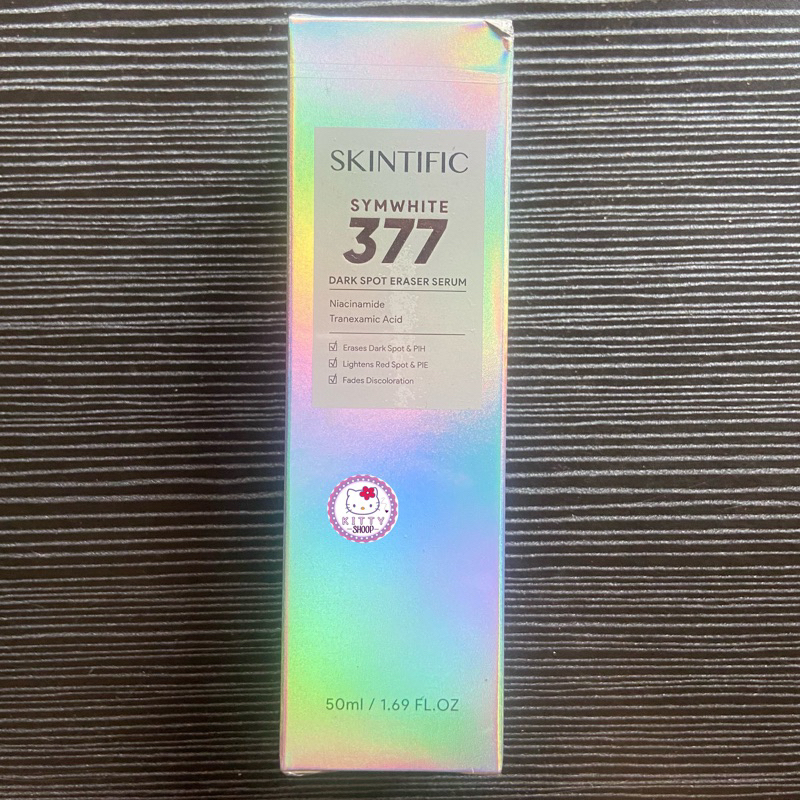 SKINTIFIC
SYMWHITE
377
DARK SPOT ERASER SERUM
Niacinamide
Tranexamic Acid
Erases Dark Spot & PIH
Lightens Red Spot & PIE
Fades Discoloration
KITTY
SHOOP
50ml / 1.69 FL.OZ